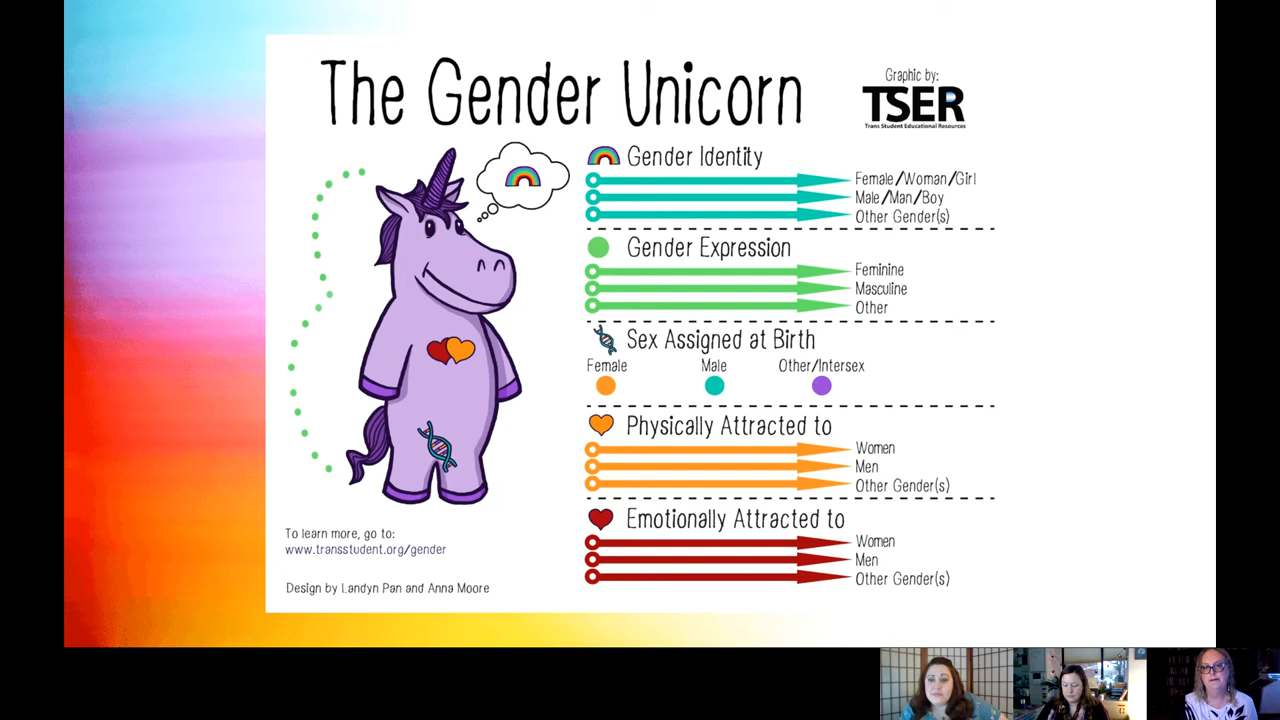 The Gender Unicorn
Graphic by:
TSER
Trans Student Educational Resources
Gender Identity
Female/Woman/Girl
Male/Man/Boy
Other Gender(s)
Gender Expression
Feminine
Masculine
Other
Sex Assigned at Birth
Female Male Other/Intersex
Physically Attracted to
Women
Men
Other Gender(s)
Emotionally Attracted to
Women
Men
Other Gender(s)
To learn more, go to:
www.transstudent.org/gender
Design by Landyn Pan and Anna Moore